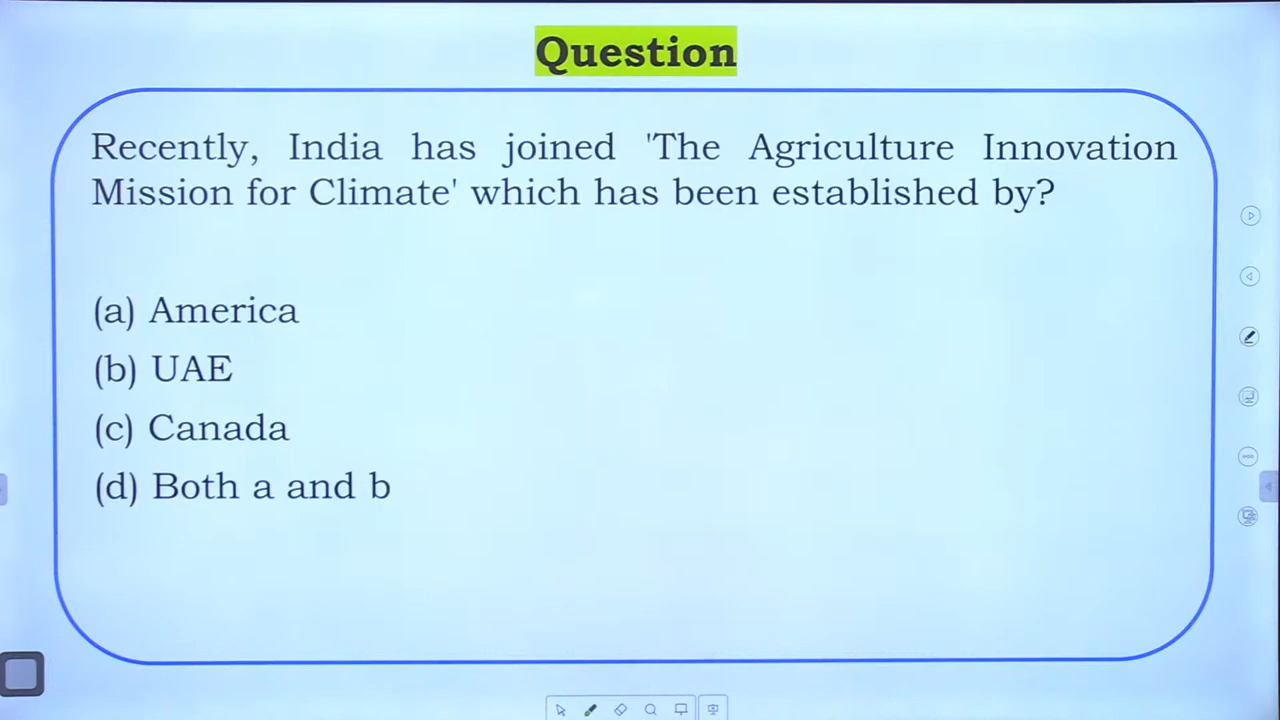 Question
Recently, India has joined 'The Agriculture Innovation
Mission for Climate' which has been established by?
(a) America
(b) UAE
(c) Canada
(d) Both a and b